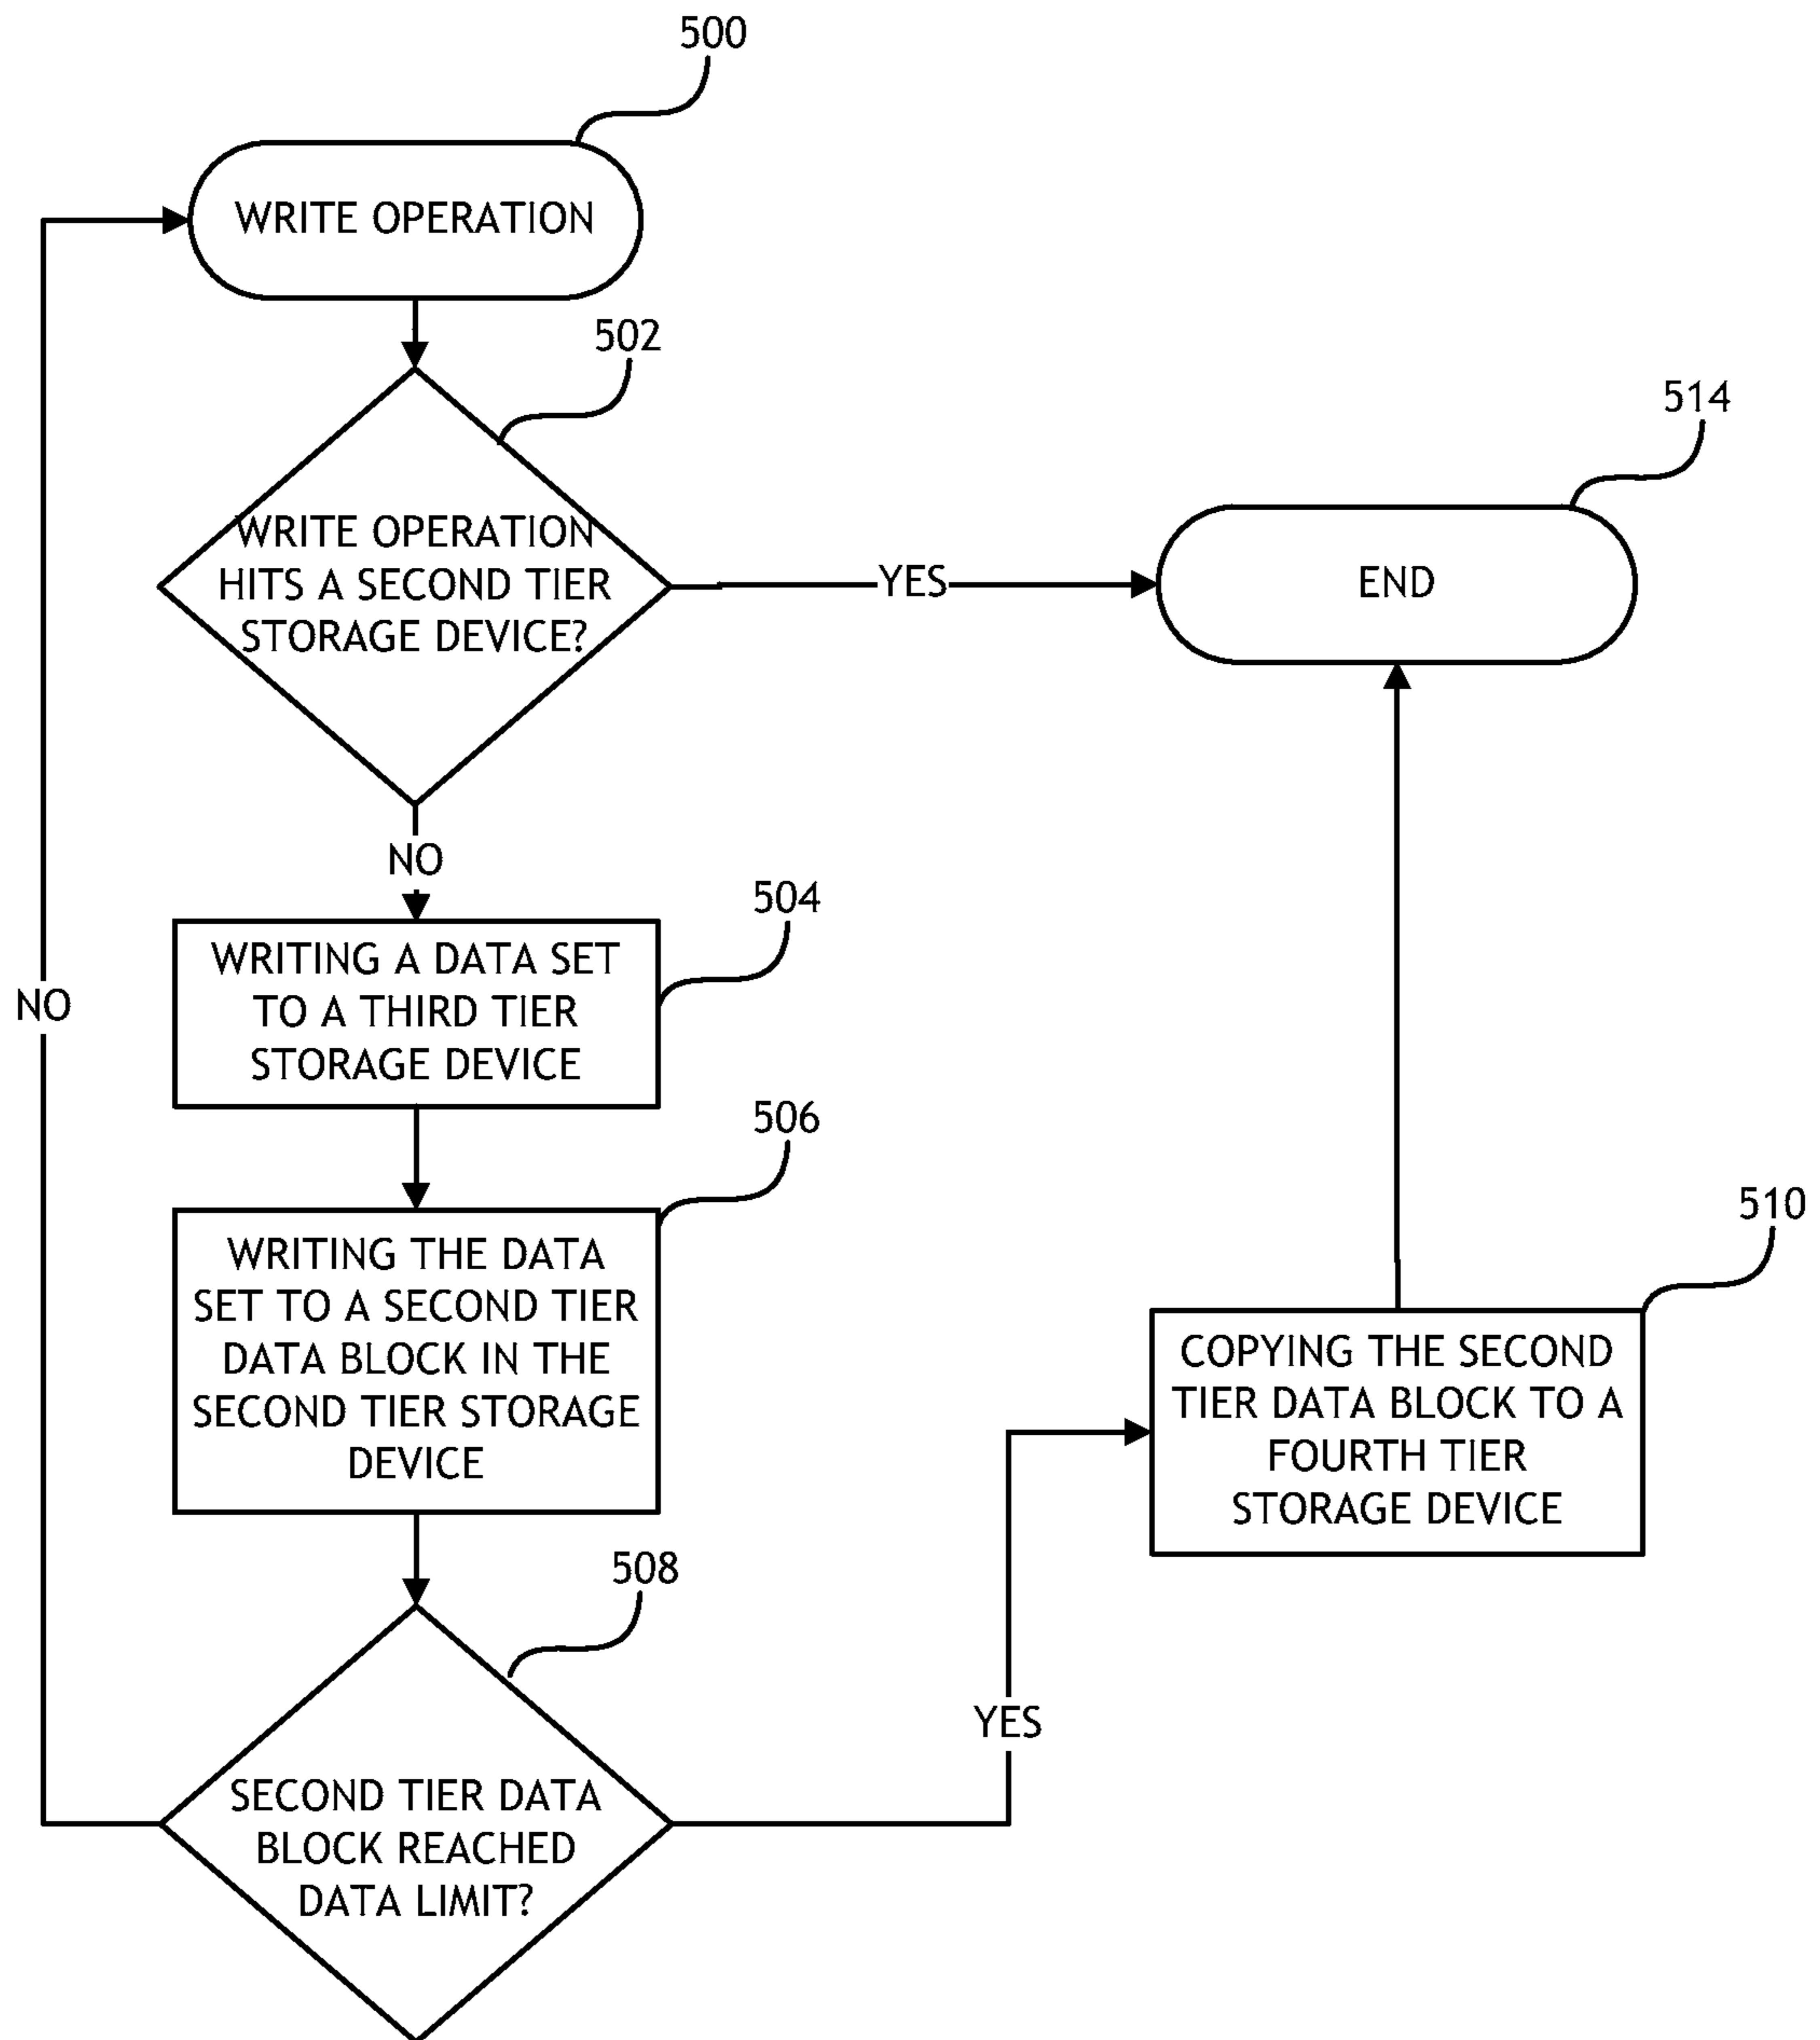 500
WRITE OPERATION
502
WRITE OPERATION
HITS A SECOND TIER
STORAGE DEVICE?
YES
514
END
NO
504
WRITING A DATA SET
TO A THIRD TIER
STORAGE DEVICE
NO
506
WRITING THE DATA
SET TO A SECOND TIER
DATA BLOCK IN THE
SECOND TIER STORAGE
DEVICE
510
COPYING THE SECOND
TIER DATA BLOCK TO A
FOURTH TIER
STORAGE DEVICE
508
YES
SECOND TIER DATA
BLOCK REACHED
DATA LIMIT?